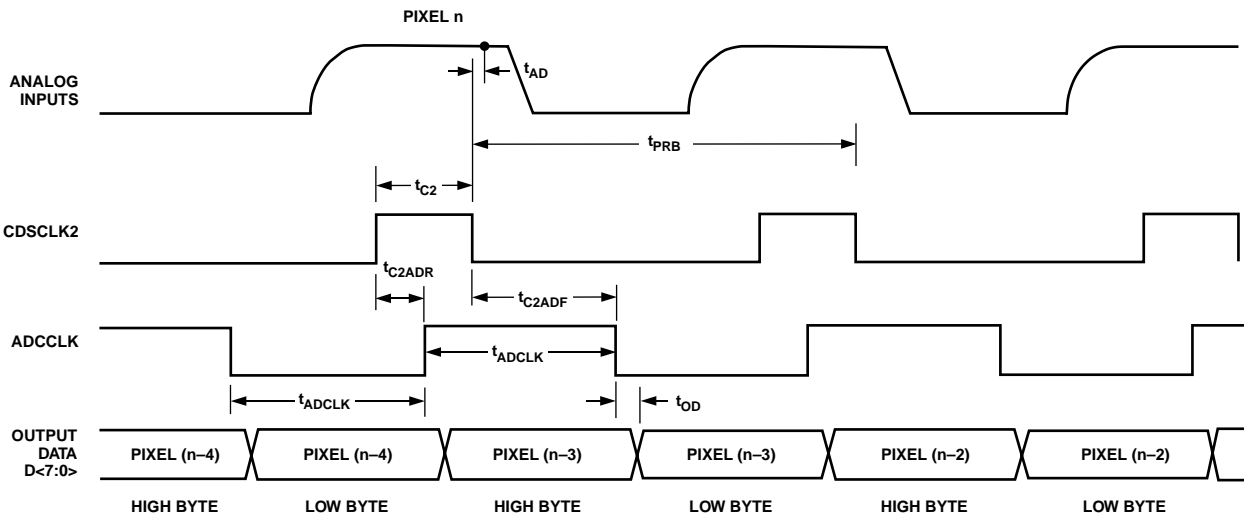 PIXEL n
ANALOG
INPUTS
tAD
tPRB
tC2
CDSCLK2
tC2ADR
tC2ADF
ADCCLK
tADCLK
tADCLK
tOD
OUTPUT
DATA
D<7:0>
PIXEL (n–4) PIXEL (n–4) PIXEL (n–3) PIXEL (n–3) PIXEL (n–2) PIXEL (n–2)
HIGH BYTE LOW BYTE HIGH BYTE LOW BYTE HIGH BYTE LOW BYTE